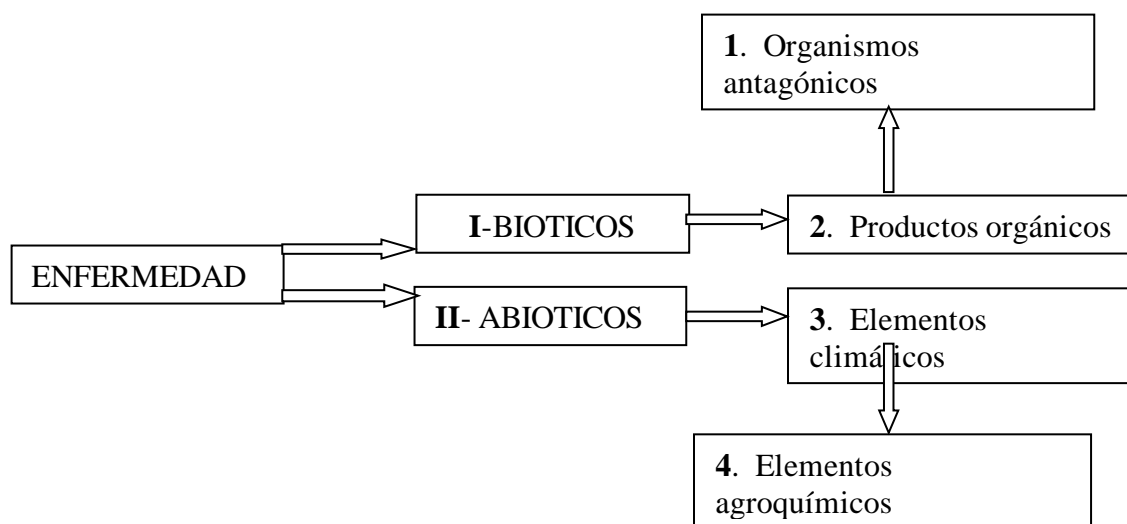 1. Organismos
antagónicos
I-BIOTICOS
2. Productos orgánicos
ENFERMEDAD
II- ABIOTICOS
3. Elementos
climáticos
4. Elementos
agroquímicos